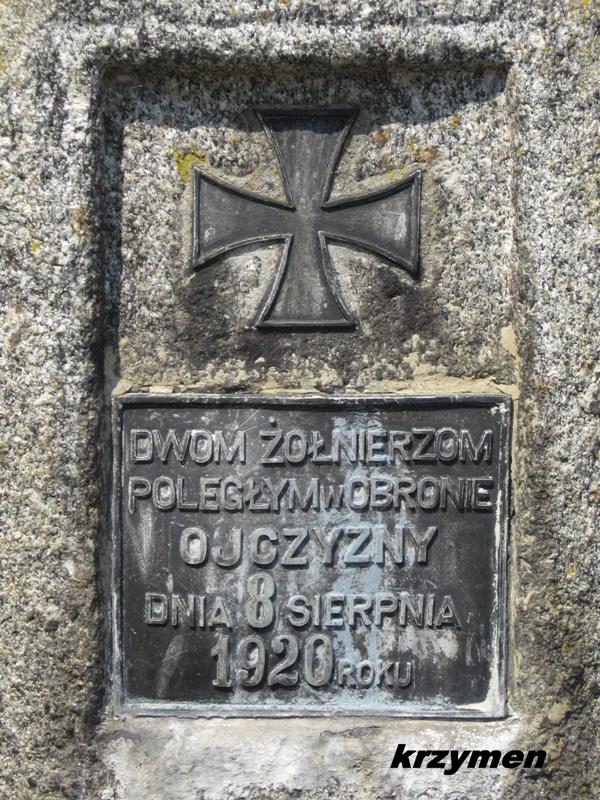 DWOM ŻOŁNIERZOM
POLEGŁYM W OBRONIE
OJCZYZNY
DNIA 8 SIERPNIA
1920 ROKU
krzymen